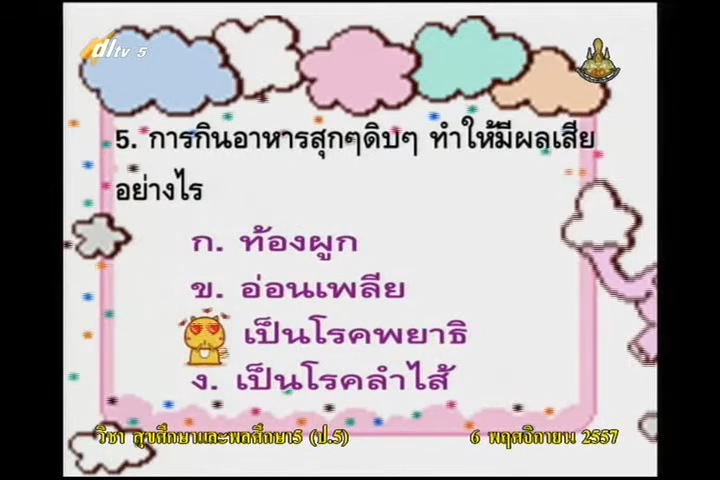 dltv 5
5. การกินอาหารสุกๆดิบๆ ทำให้มีผลเสีย
อย่างไร
ก. ท้องผูก
ข. อ่อนเพลีย
เป็นโรคพยาธิ
ง. เป็นโรคลำไส้
วิชา สุขศึกษาและพลศึกษา5 (ป.5) 6 พฤศจิกายน 2557